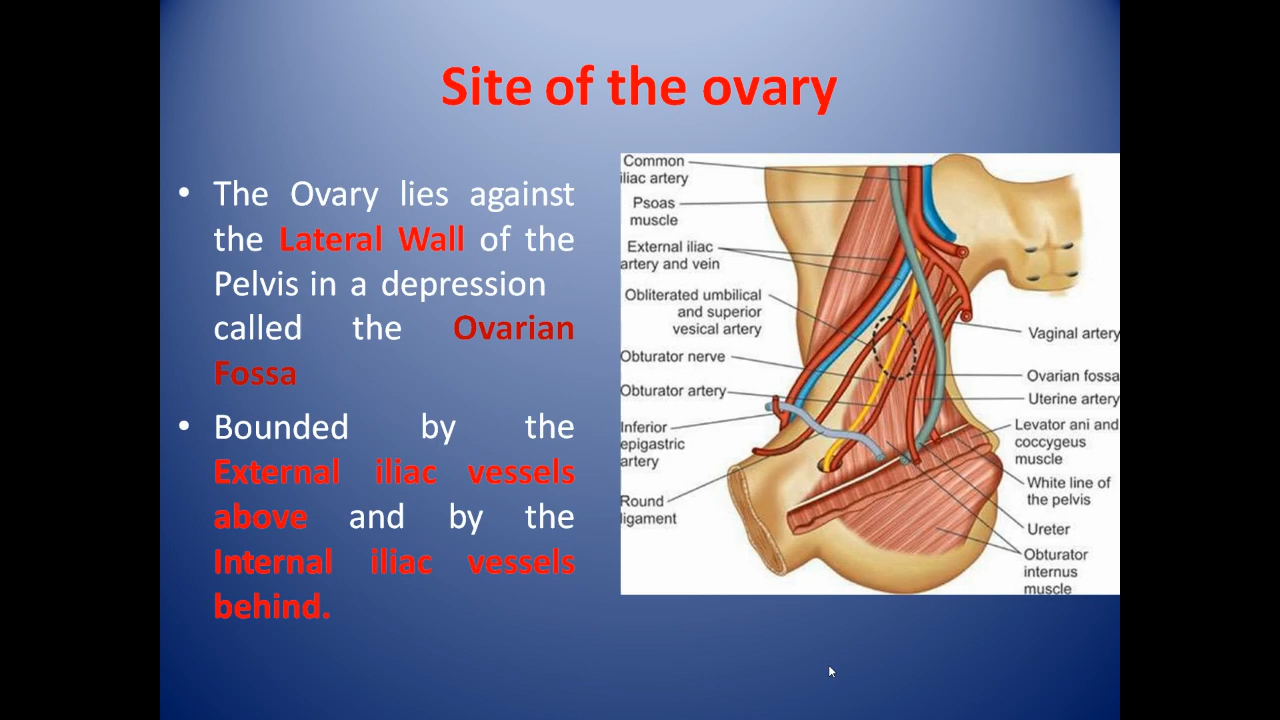 Site of the ovary
• The Ovary lies against
the Lateral Wall of the
Pelvis in a depression
called the Ovarian
Fossa
• Bounded by the
External iliac vessels
above and by the
Internal iliac vessels
behind.
Common
iliac artery
Psoas
muscle
External iliac
artery and vein
Obliterated umbilical
and superior
vesical artery
Obturator nerve
Obturator artery
Inferior
epigastric
artery
Round
ligament
Vaginal artery
Ovarian fossa
Uterine artery
Levator ani and
coccygeus
muscle
White line of
the pelvis
Ureter
Obturator
internus
muscle